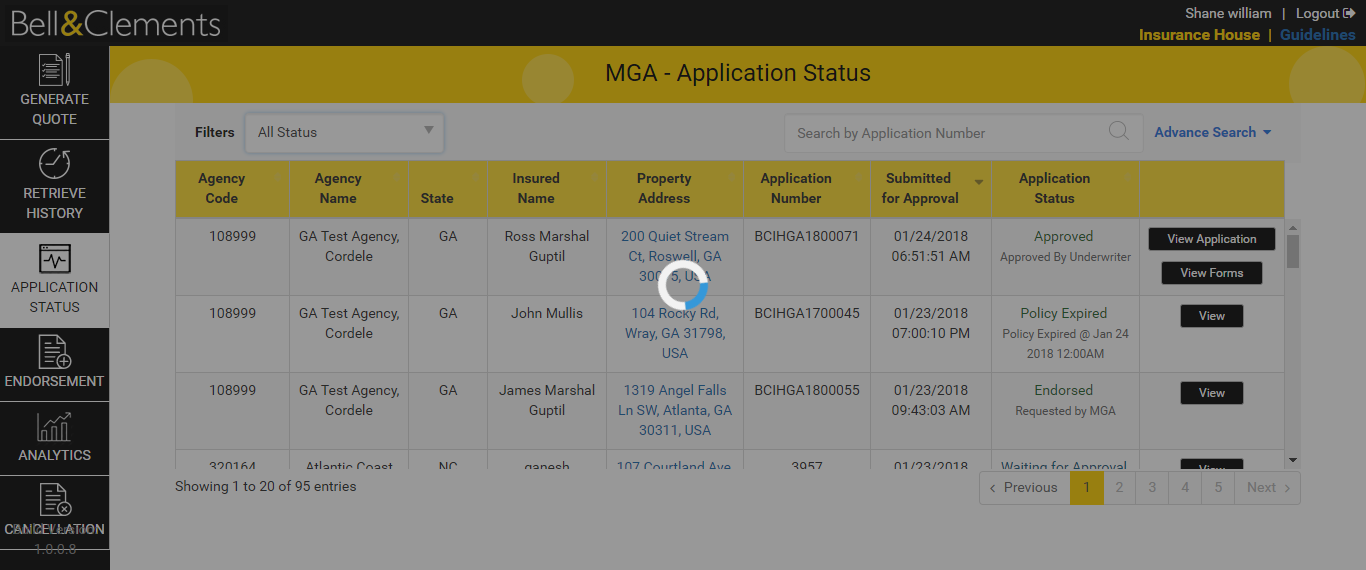 Bell&Clements
Shane william | Logout
Insurance House | Guidelines
MGA - Application Status
GENERATE
QUOTE
RETRIEVE
HISTORY
APPLICATION
STATUS
ENDORSEMENT
ANALYTICS
CANCELLATION
Build Version
1.0.0.8
Filters All Status Search by Application Number Advance Search
Agency Agency Insured Property Application Submitted Application
Code Name State Name Address Number for Approval Status
108999 GA Test Agency, GA Ross Marshal 200 Quiet Stream BCIHGA1800071 01/24/2018 Approved View Application
Cordele Guptil Ct, Roswell, GA 06:51:51 AM Approved By Underwriter
USA View Forms
108999 GA Test Agency, GA John Mullis 104 Rocky Rd, BCIHGA1700045 01/23/2018 Policy Expired View
Cordele Wray, GA 31798, 07:00:10 PM Policy Expired @ Jan 24
USA 2018 12:00AM
108999 GA Test Agency, GA James Marshal 1319 Angel Falls BCIHGA1800055 01/23/2018 Endorsed View
Cordele Guptil Ln SW, Atlanta, GA 09:43:03 AM Requested by MGA
30311, USA
320164 Atlantic Coast NC ganesh 107 Courtland Ave 3957 01/23/2018 Waiting for Approval View
Showing 1 to 20 of 95 entries
Previous 1 2 3 4 5 Next